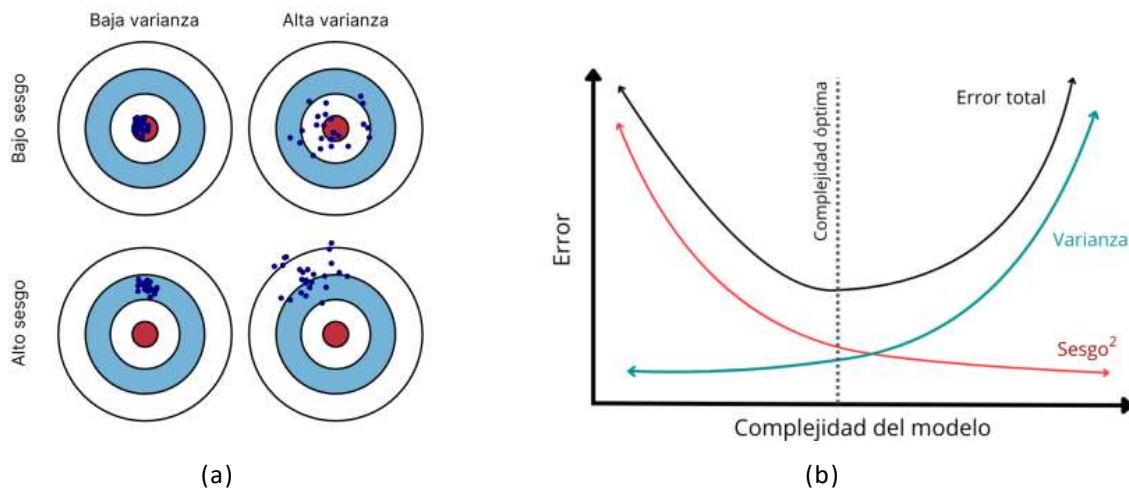 Baja varianza
Alta varianza
Bajo sesgo
Alto sesgo
(a)
Error
Complejidad óptima
Error total
Varianza
Sesgo²
Complejidad del modelo
(b)